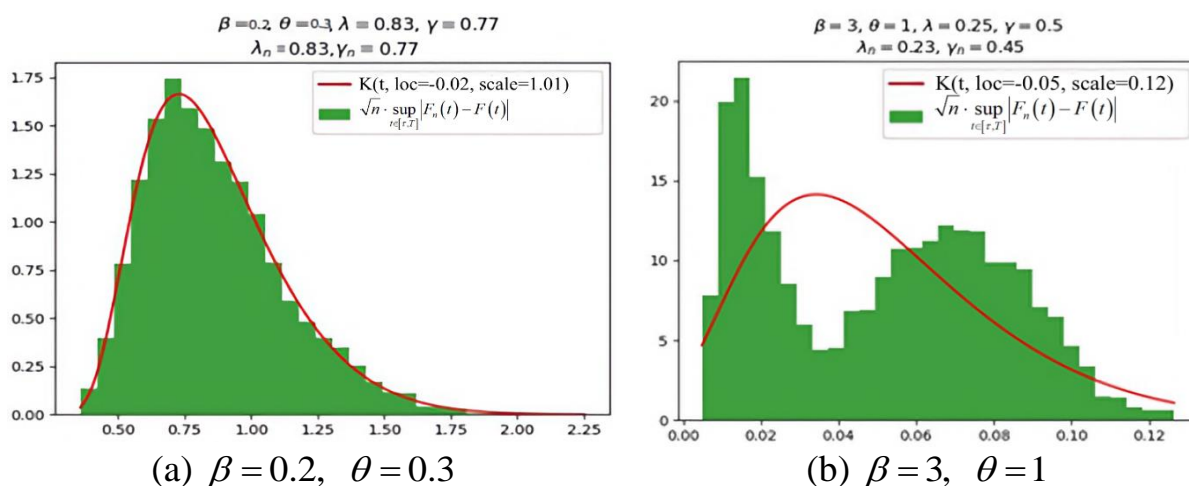 β = 0.2, θ = 0.3, λ = 0.83, γ = 0.77
λₙ = 0.83, γₙ = 0.77
K(t, loc=-0.02, scale=1.01)
√n · sup |Fₙ(t) − F(t)|
t∈[τ,T]
1.75
1.50
1.25
1.00
0.75
0.50
0.25
0.00
0.50 0.75 1.00 1.25 1.50 1.75 2.00 2.25
(a) β = 0.2, θ = 0.3
β = 3, θ = 1, λ = 0.25, γ = 0.5
λₙ = 0.23, γₙ = 0.45
K(t, loc=-0.05, scale=0.12)
√n · sup |Fₙ(t) − F(t)|
t∈[τ,T]
20
15
10
5
0
0.00 0.02 0.04 0.06 0.08 0.10 0.12
(b) β = 3, θ = 1